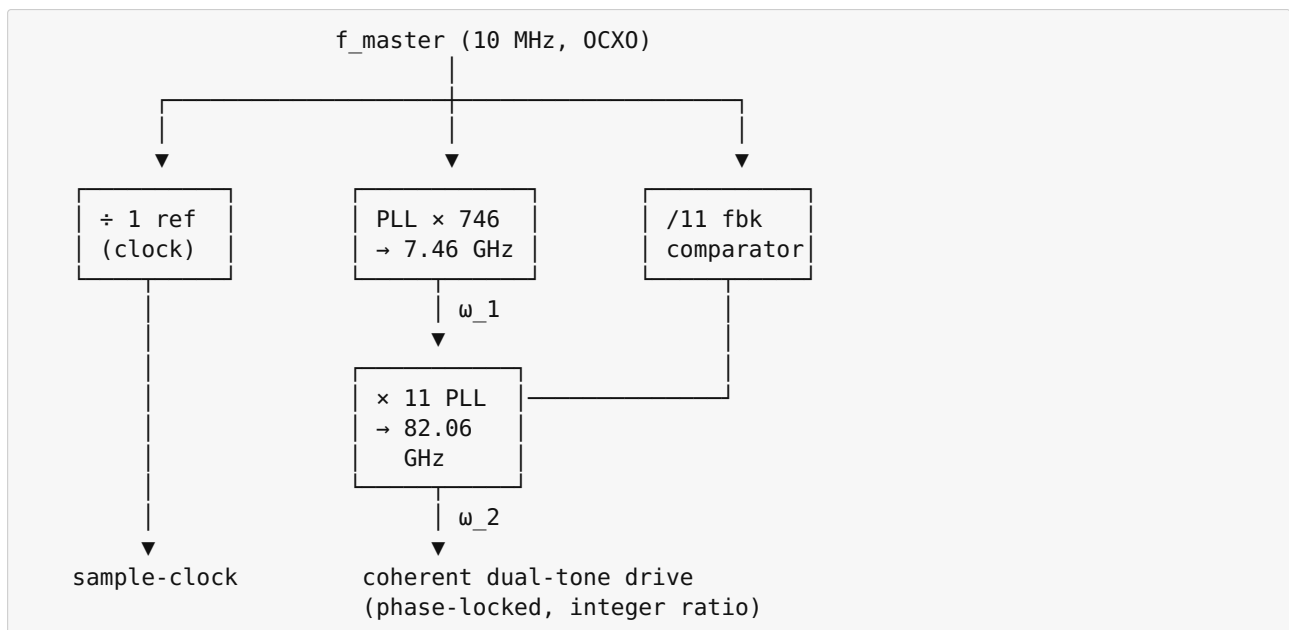 f_master (10 MHz, OCXO)
÷ 1 ref
(clock)
PLL × 746
→ 7.46 GHz
/11 fbk
comparator
ω_1
× 11 PLL
→ 82.06
GHz
ω_2
sample-clock
coherent dual-tone drive
(phase-locked, integer ratio)